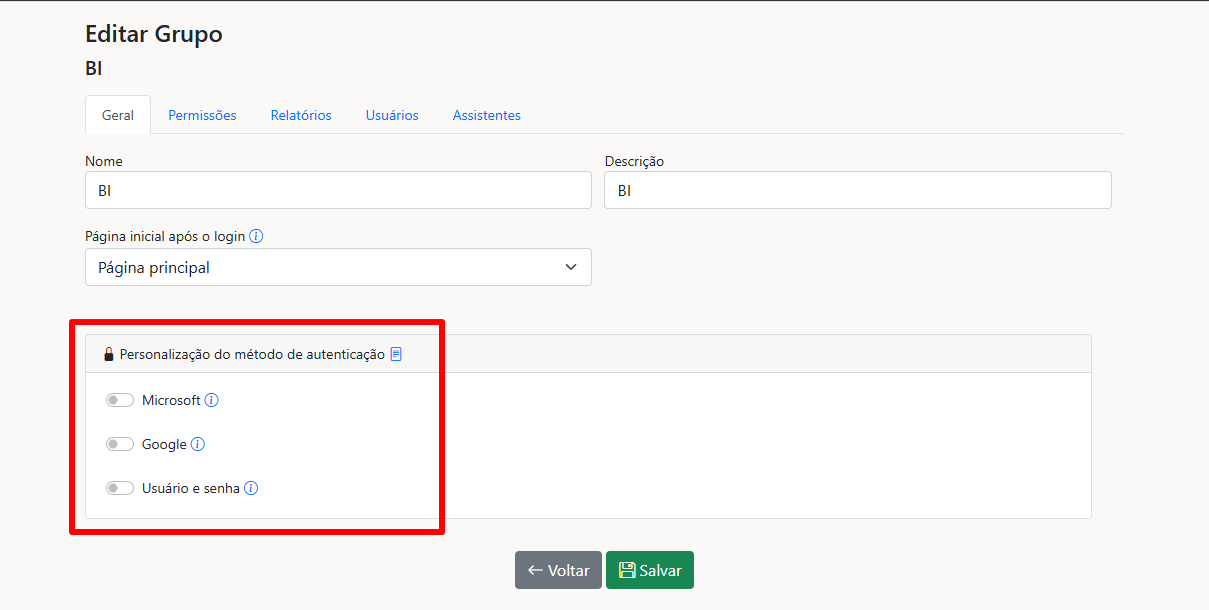 Editar Grupo
BI
Geral Permissões Relatórios Usuários Assistentes
Nome Descrição
BI BI
Página inicial após o login
Página principal
Personalização do método de autenticação
Microsoft
Google
Usuário e senha
Voltar Salvar